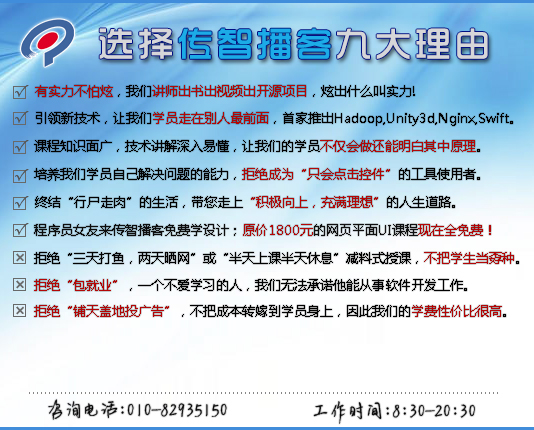 选择传智播客九大理由
有实力不怕炫，我们讲师出书出视频出开源项目，炫出什么叫实力!
引领新技术，让我们学员走在别人最前面，首家推出Hadoop,Unity3d,Nginx,Swift。
课程知识面广，技术讲解深入易懂，让我们的学员不仅会做还能明白其中原理。
培养我们学员自己解决问题的能力，拒绝成为“只会点击控件”的工具使用者。
终结“行尸走肉”的生活，带您走上“积极向上，充满理想”的人生道路。
程序员女友来传智播客免费学设计；原价1800元的网页平面UI课程现在全免费！
拒绝“三天打鱼，两天晒网”或“半天上课半天休息”减料式授课，不把学生当孬种。
拒绝“包就业”，一个不爱学习的人，我们无法承诺他能从事软件开发工作。
拒绝“铺天盖地投广告”，不把成本转嫁到学员身上，因此我们的学费性价比很高。
咨询电话:010-82935150
工作时间:8:30-20:30